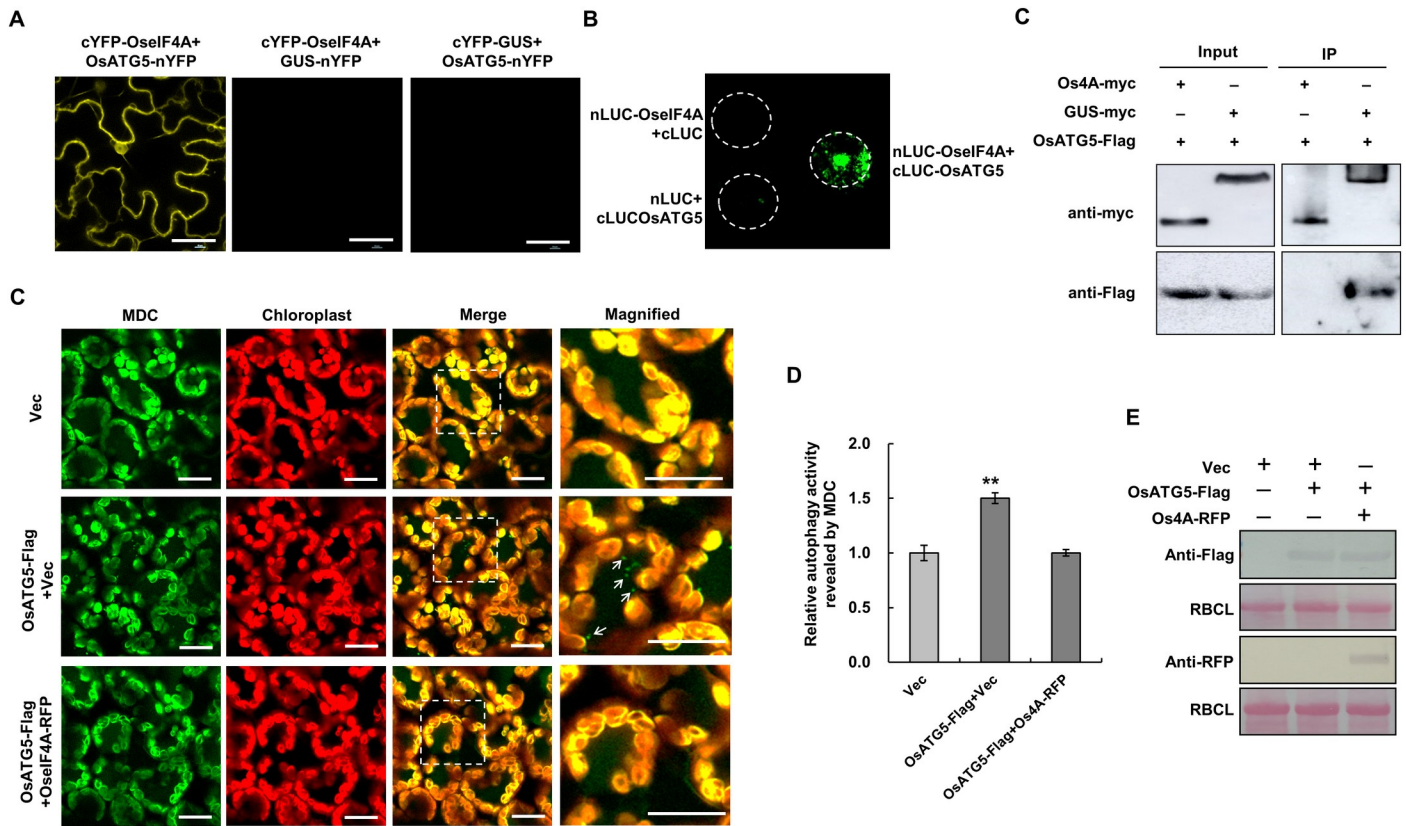 A
cYFP-OseIF4A+
OsATG5-nYFP
cYFP-OseIF4A+
GUS-nYFP
cYFP-GUS+
OsATG5-nYFP
B
nLUC-OseIF4A
+cLUC
nLUC+
cLUCOsATG5
nLUC-OseIF4A+
cLUC-OsATG5
C
Input IP
Os4A-myc + – + –
GUS-myc – + – +
OsATG5-Flag + + + +
anti-myc
anti-Flag
C
MDC Chloroplast Merge Magnified
Vec
OsATG5-Flag
+Vec
OsATG5-Flag
+OseIF4A-RFP
D
Relative autophagy activity
revealed by MDC
2.0
1.5
1.0
0.5
0.0
**
Vec
OsATG5-Flag+Vec
OsATG5-Flag+Os4A-RFP
E
Vec + + –
OsATG5-Flag – + +
Os4A-RFP – – +
Anti-Flag
RBCL
Anti-RFP
RBCL